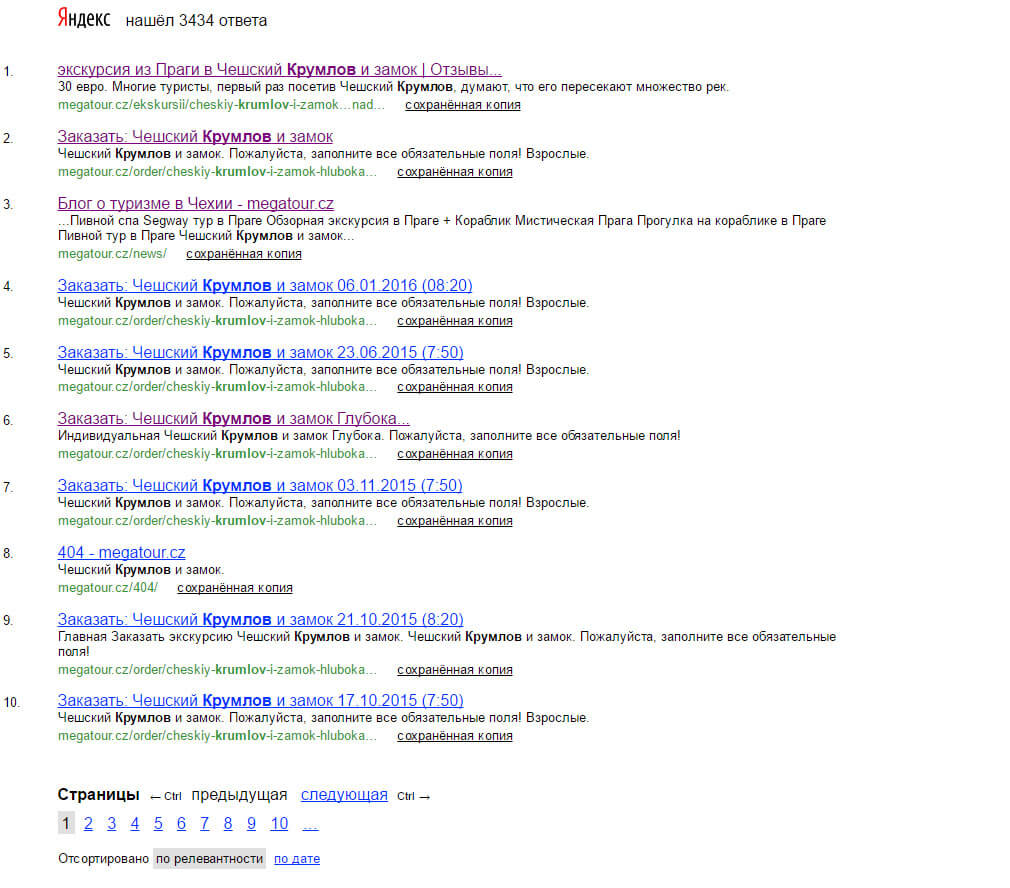 Яндекс нашёл 3434 ответа
1. экскурсия из Праги в Чешский Крумлов и замок | Отзывы...
30 евро. Многие туристы, первый раз посетив Чешский Крумлов, думают, что его пересекают множество рек.
megatour.cz/ekskursii/cheskiy-krumlov-i-zamok…nad… сохранённая копия
2. Заказать: Чешский Крумлов и замок
Чешский Крумлов и замок. Пожалуйста, заполните все обязательные поля! Взрослые.
megatour.cz/order/cheskiy-krumlov-i-zamok-hluboka… сохранённая копия
3. Блог о туризме в Чехии - megatour.cz
...Пивной спа Segway тур в Праге Обзорная экскурсия в Праге + Кораблик Мистическая Прага Прогулка на кораблике в Праге
Пивной тур в Праге Чешский Крумлов и замок...
megatour.cz/news/ сохранённая копия
4. Заказать: Чешский Крумлов и замок 06.01.2016 (08:20)
Чешский Крумлов и замок. Пожалуйста, заполните все обязательные поля! Взрослые.
megatour.cz/order/cheskiy-krumlov-i-zamok-hluboka… сохранённая копия
5. Заказать: Чешский Крумлов и замок 23.06.2015 (7:50)
Чешский Крумлов и замок. Пожалуйста, заполните все обязательные поля! Взрослые.
megatour.cz/order/cheskiy-krumlov-i-zamok-hluboka… сохранённая копия
6. Заказать: Чешский Крумлов и замок Глубока...
Индивидуальная Чешский Крумлов и замок Глубока. Пожалуйста, заполните все обязательные поля!
megatour.cz/order/cheskiy-krumlov-i-zamok-hluboka… сохранённая копия
7. Заказать: Чешский Крумлов и замок 03.11.2015 (7:50)
Чешский Крумлов и замок. Пожалуйста, заполните все обязательные поля! Взрослые.
megatour.cz/order/cheskiy-krumlov-i-zamok-hluboka… сохранённая копия
8. 404 - megatour.cz
Чешский Крумлов и замок.
megatour.cz/404/ сохранённая копия
9. Заказать: Чешский Крумлов и замок 21.10.2015 (8:20)
Главная Заказать экскурсию Чешский Крумлов и замок. Чешский Крумлов и замок. Пожалуйста, заполните все обязательные
поля!
megatour.cz/order/cheskiy-krumlov-i-zamok-hluboka… сохранённая копия
10. Заказать: Чешский Крумлов и замок 17.10.2015 (7:50)
Чешский Крумлов и замок. Пожалуйста, заполните все обязательные поля! Взрослые.
megatour.cz/order/cheskiy-krumlov-i-zamok-hluboka… сохранённая копия
Страницы ←Ctrl предыдущая следующая Ctrl →
1 2 3 4 5 6 7 8 9 10 ...
Отсортировано по релевантности по дате